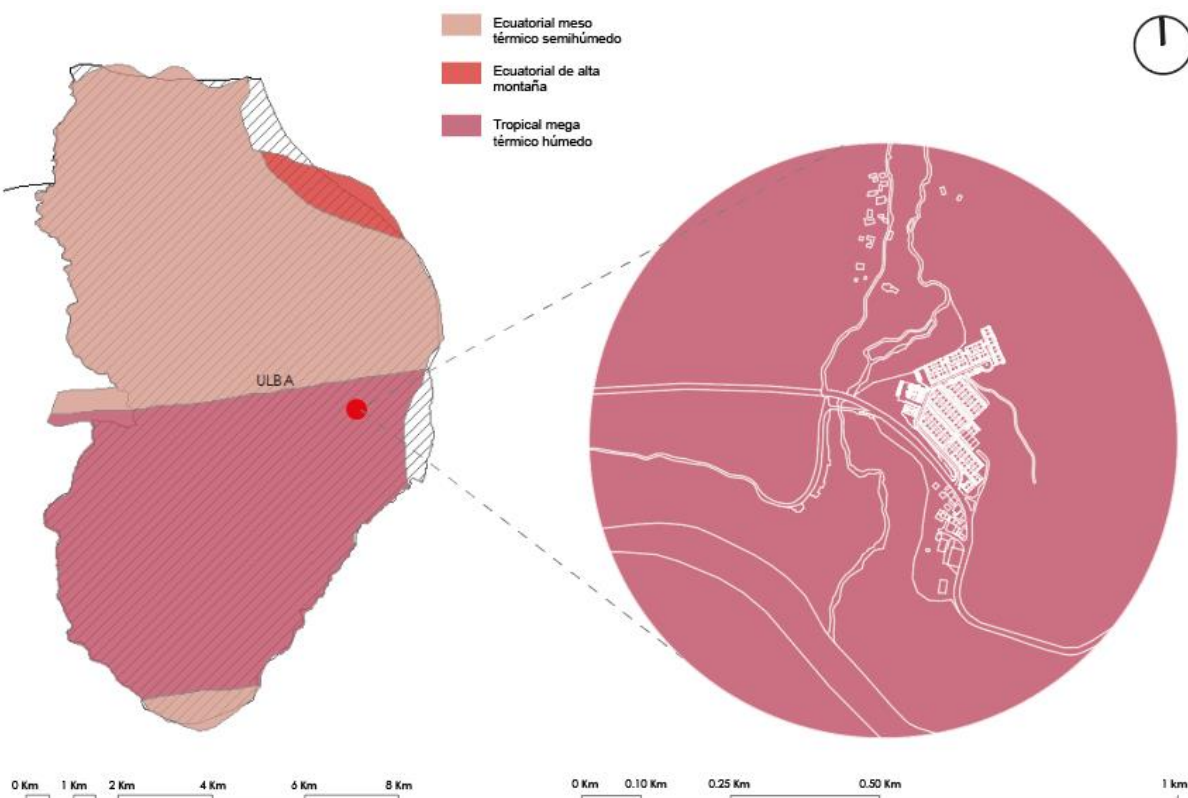 Ecuatorial meso
térmico semihúmedo
Ecuatorial de alta
montaña
Tropical mega
térmico húmedo
ULBA
0 Km 1 Km 2 Km 4 Km 6 Km 8 Km
0 Km 0.10 Km 0.25 Km 0.50 Km 1 km